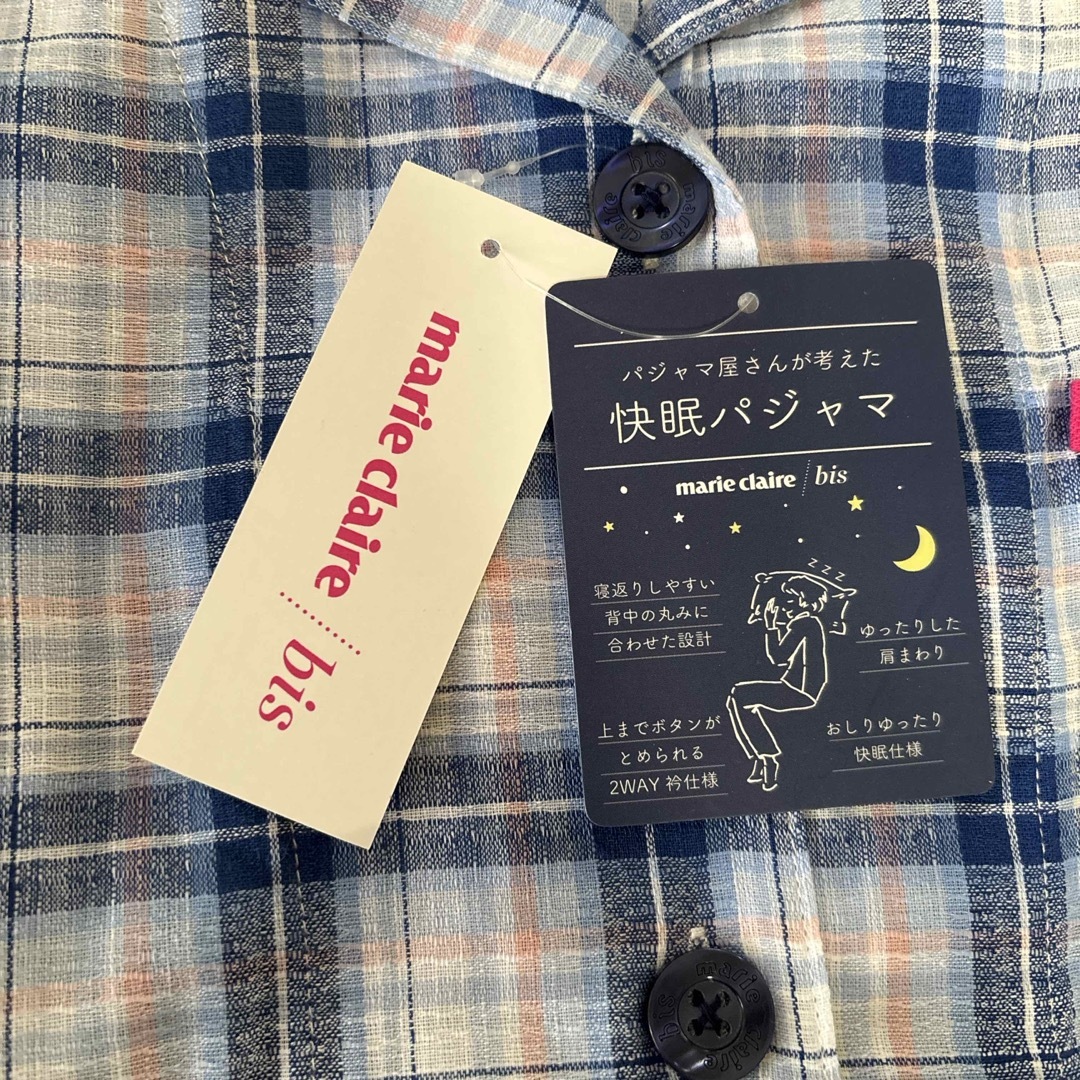 bis marie claire
marie claire
bis
パジャマ屋さんが考えた
快眠パジャマ
marie claire bis
zzz
寝返りしやすい
背中の丸みに
合わせた設計
ゆったりした
肩まわり
上までボタンが
とめられる
2WAY 衿仕様
おしりゆったり
快眠仕様
bis marie claire